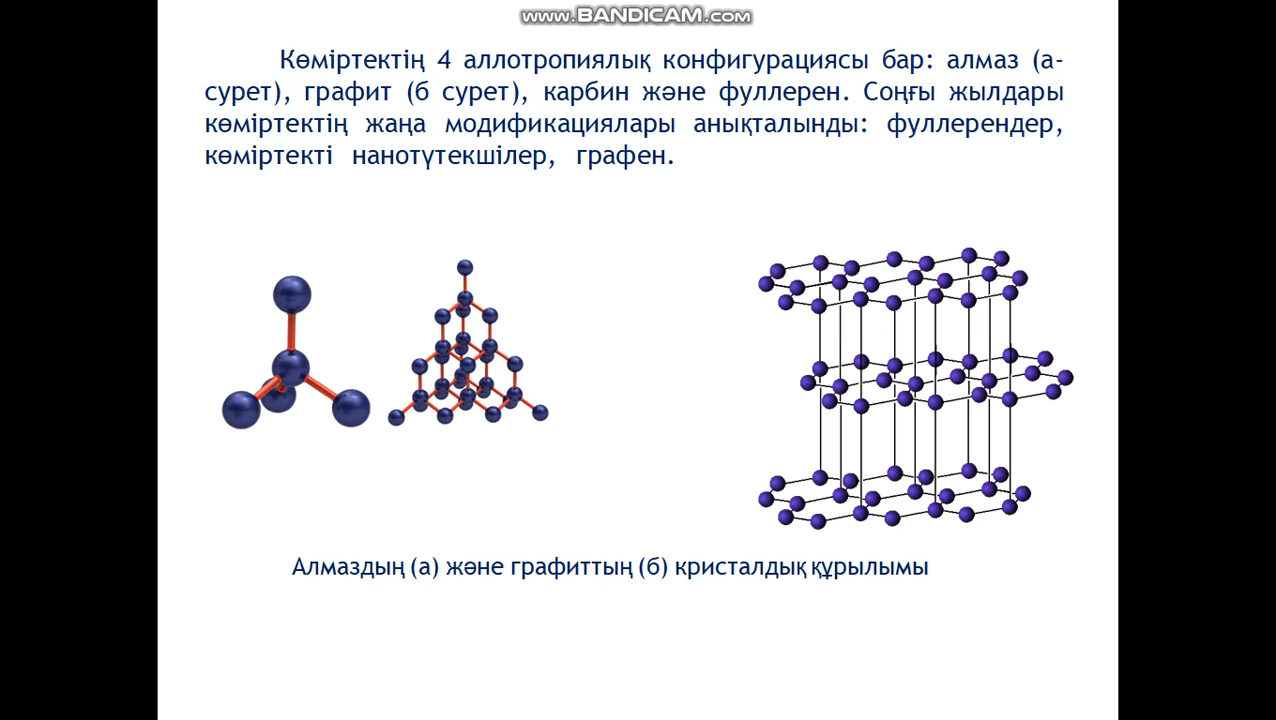 www.BANDICAM.com
Көміртектің 4 аллотропиялық конфигурациясы бар: алмаз (а-
сурет), графит (б сурет), карбин және фуллерен. Соңғы жылдары
көміртектің жаңа модификациялары анықталынды: фуллерендер,
көміртекті нанотүтекшілер, графен.
Алмаздың (а) және графиттың (б) кристалдық құрылымы